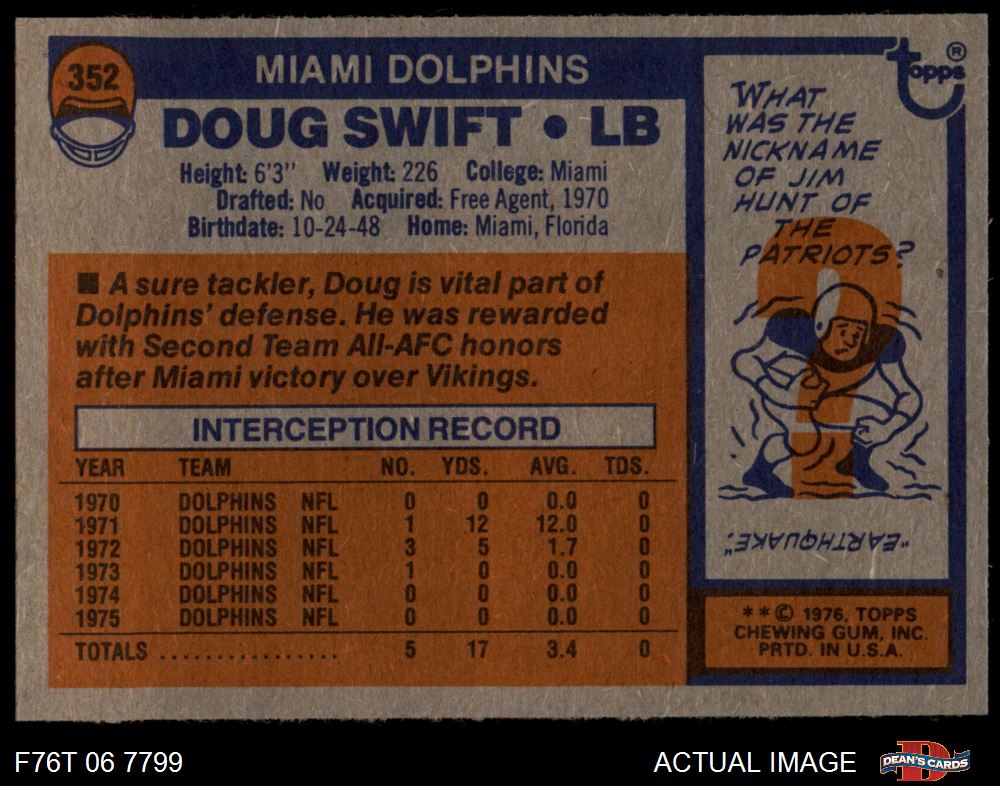 352
MIAMI DOLPHINS
DOUG SWIFT • LB
Height: 6'3" Weight: 226 College: Miami
Drafted: No Acquired: Free Agent, 1970
Birthdate: 10-24-48 Home: Miami, Florida
■ A sure tackler, Doug is vital part of
Dolphins' defense. He was rewarded
with Second Team All-AFC honors
after Miami victory over Vikings.
INTERCEPTION RECORD
YEAR TEAM NO. YDS. AVG. TDS.
1970 DOLPHINS NFL 0 0 0.0 0
1971 DOLPHINS NFL 1 12 12.0 0
1972 DOLPHINS NFL 3 5 1.7 0
1973 DOLPHINS NFL 1 0 0.0 0
1974 DOLPHINS NFL 0 0 0.0 0
1975 DOLPHINS NFL 0 0 0.0 0
TOTALS ................. 5 17 3.4 0
topps ®
WHAT
WAS THE
NICKNAME
OF JIM
HUNT OF
THE
PATRIOTS?
?
"EARTHQUAKE."
**© 1976, TOPPS
CHEWING GUM, INC.
PRTD. IN U.S.A.
F76T 06 7799
ACTUAL IMAGE
D
DEAN'S CARDS